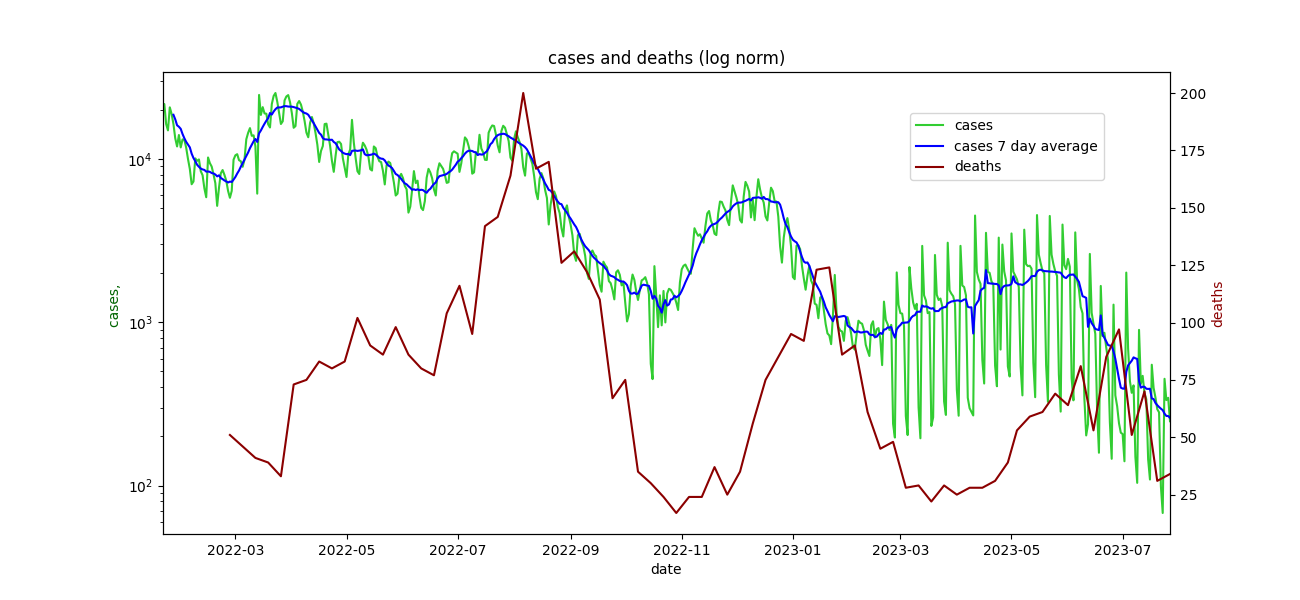 cases and deaths (log norm)
cases
cases 7 day average
deaths
10^4
10^3
10^2
cases,
200
175
150
125
100
75
50
25
deaths
2022-03 2022-05 2022-07 2022-09 2022-11 2023-01 2023-03 2023-05 2023-07
date